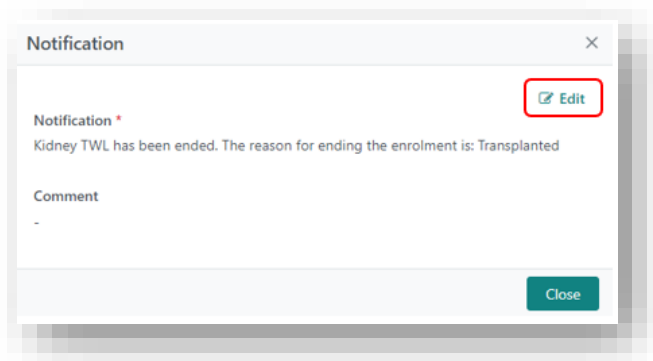 Notification
Edit
Notification *
Kidney TWL has been ended. The reason for ending the enrolment is: Transplanted
Comment
-
Close